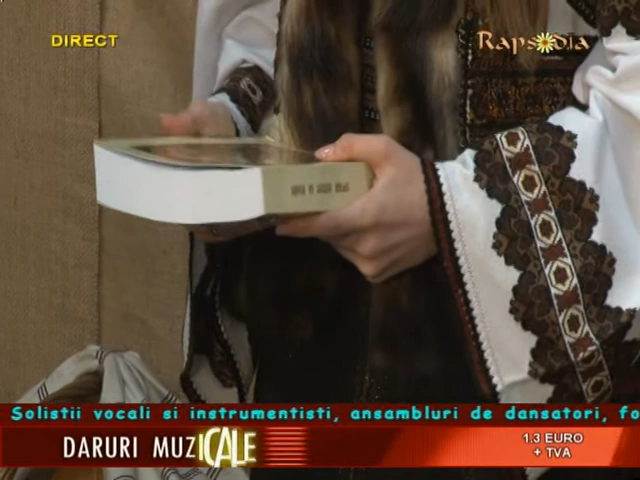 DIRECT
Rapsodia
Solistii vocali si instrumentisti, ansambluri de dansatori, fo
DARURI MUZICALE
1.3 EURO
+ TVA